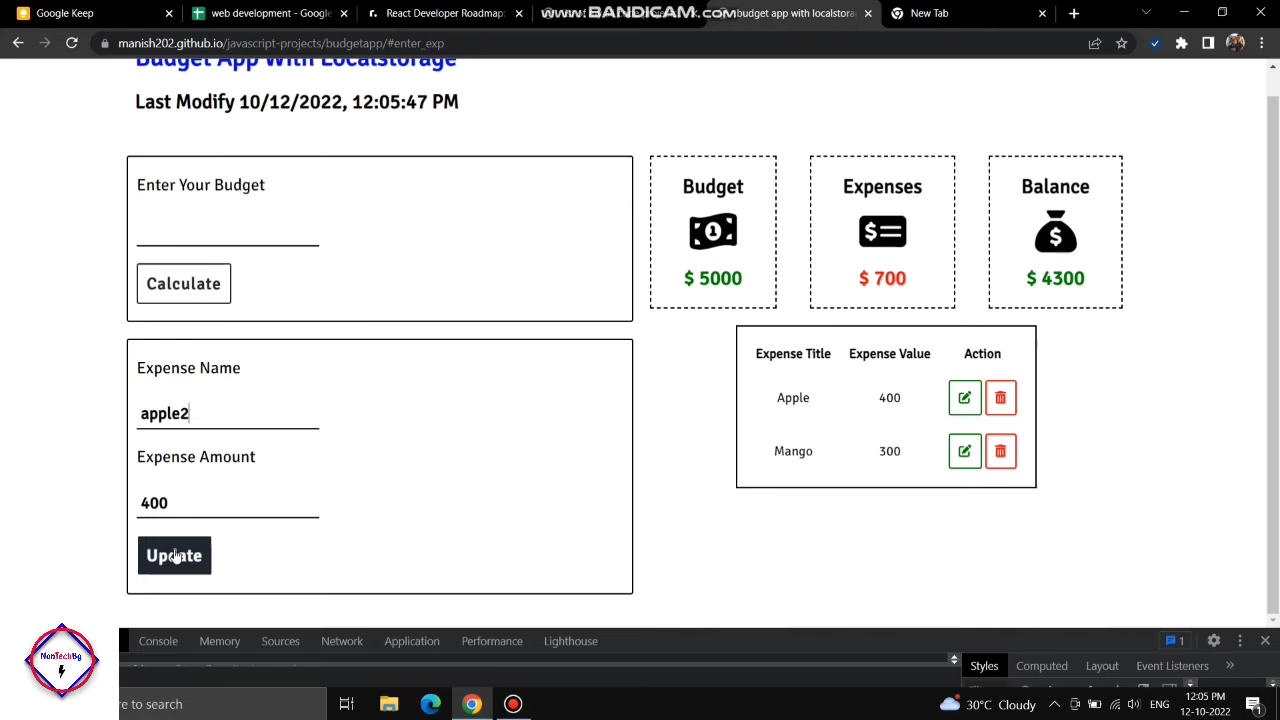 Google Keep
web development - Google
React Developer Roadmap:
www.BANDICAM.com
budget app with localstora
New Tab
manish202.github.io/javascript-projects/budgetapp/#enter_exp
Budget App With Localstorage
Last Modify 10/12/2022, 12:05:47 PM
Enter Your Budget
Calculate
Budget
$ 5000
Expenses
$ 700
Balance
$ 4300
Expense Name
apple2
Expense Amount
400
Update
Expense Title Expense Value Action
Apple 400
Mango 300
NonTechBg
Console Memory Sources Network Application Performance Lighthouse
1
Styles Computed Layout Event Listeners
re to search
30°C Cloudy
ENG
12:05 PM
12-10-2022
1